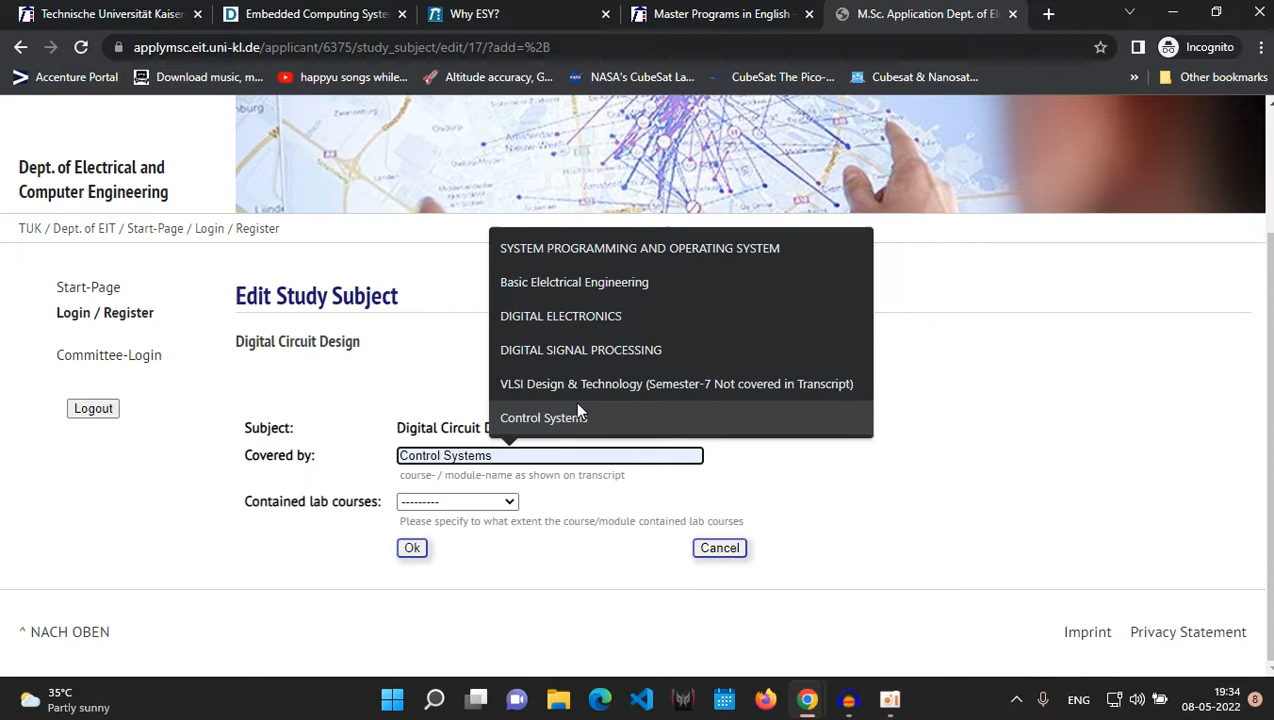 Technische Universität Kaiser
Embedded Computing Syste
Why ESY?
Master Programs in English -
M.Sc. Application Dept. of El
applymsc.eit.uni-kl.de/applicant/6375/study_subject/edit/17/?add=%2B
Incognito
Accenture Portal
Download music, m...
happyu songs while...
Altitude accuracy, G...
NASA's CubeSat La...
CubeSat: The Pico-...
Cubesat & Nanosat...
»
Other bookmarks
Dept. of Electrical and
Computer Engineering
TUK / Dept. of EIT / Start-Page / Login / Register
Start-Page
Login / Register
Committee-Login
Logout
Edit Study Subject
Digital Circuit Design
SYSTEM PROGRAMMING AND OPERATING SYSTEM
Basic Elelctrical Engineering
DIGITAL ELECTRONICS
DIGITAL SIGNAL PROCESSING
VLSI Design & Technology (Semester-7 Not covered in Transcript)
Control Systems
Subject: Digital Circuit D
Covered by: Control Systems
course- / module-name as shown on transcript
Contained lab courses: ---------
Please specify to what extent the course/module contained lab courses
Ok
Cancel
^ NACH OBEN
Imprint
Privacy Statement
35°C
Partly sunny
ENG
19:34
08-05-2022
8